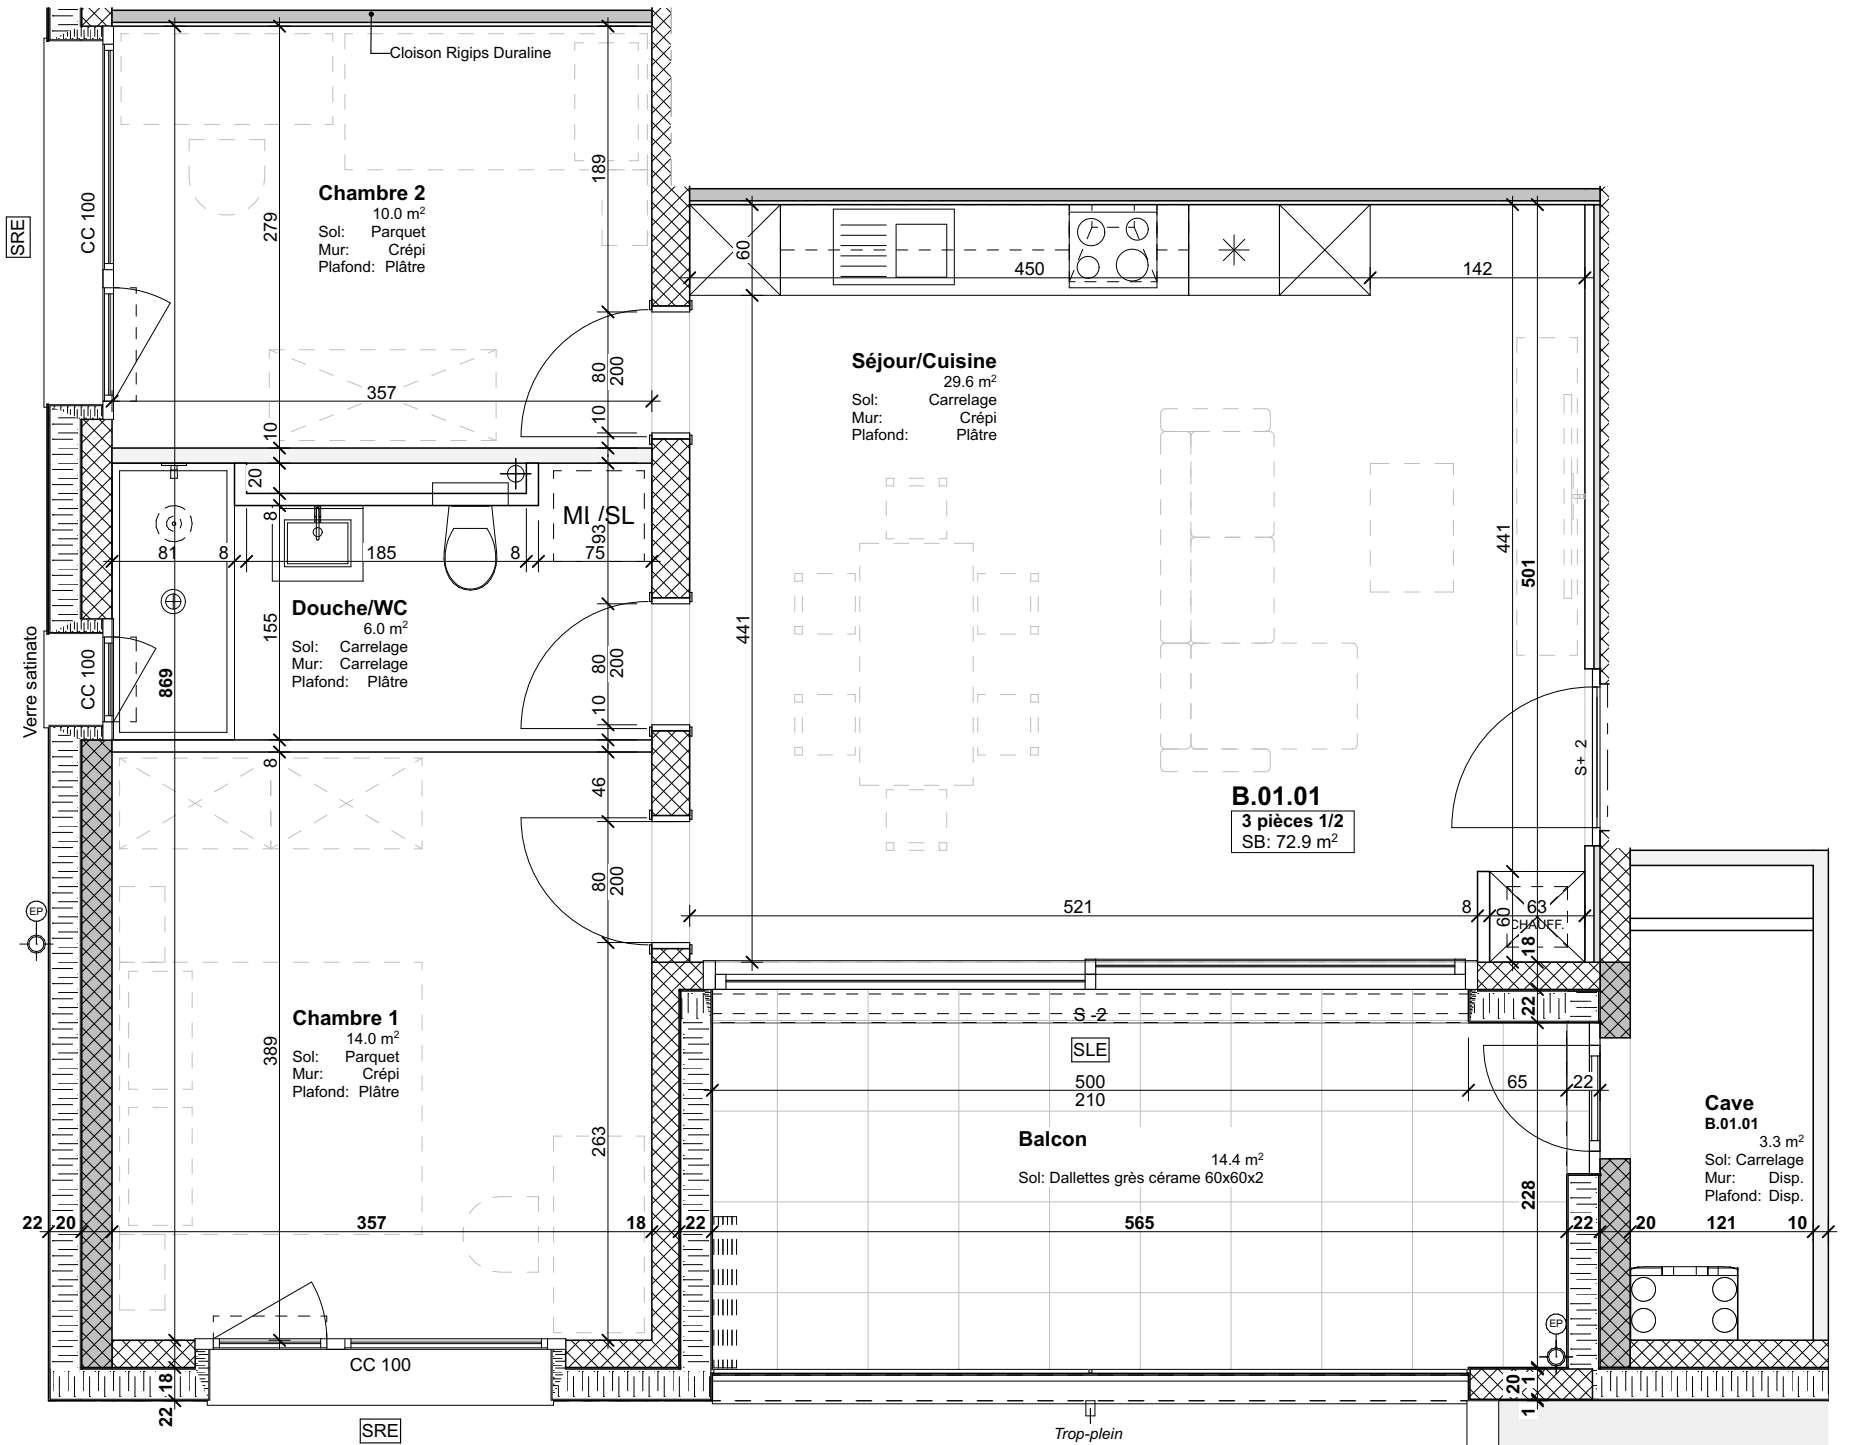 Cloison Rigips Duraline
SRE
CC 100
279
189
Chambre 2
10.0 m²
Sol: Parquet
Mur: Crépi
Plafond: Plâtre
60
450
142
80
200
357
10
10
Séjour/Cuisine
29.6 m²
Sol: Carrelage
Mur: Crépi
Plafond: Plâtre
20
8
MI /SL
93
81
8
185
8
75
441
501
Douche/WC
6.0 m²
Sol: Carrelage
Mur: Carrelage
Plafond: Plâtre
155
869
Verre satinato
CC 100
80
200
10
441
8
46
S+ 2
B.01.01
3 pièces 1/2
SB: 72.9 m²
80
200
EP
521
8
63
60
CHAUFF.
18
22
S -2
SLE
500
210
65
22
Chambre 1
14.0 m²
Sol: Parquet
Mur: Crépi
Plafond: Plâtre
389
263
Balcon
14.4 m²
Sol: Dallettes grès cérame 60x60x2
Cave
B.01.01
3.3 m²
Sol: Carrelage
Mur: Disp.
Plafond: Disp.
228
22
20
357
18
22
565
22
20
121
10
EP
CC 100
18
22
20
1
1
SRE
Trop-plein